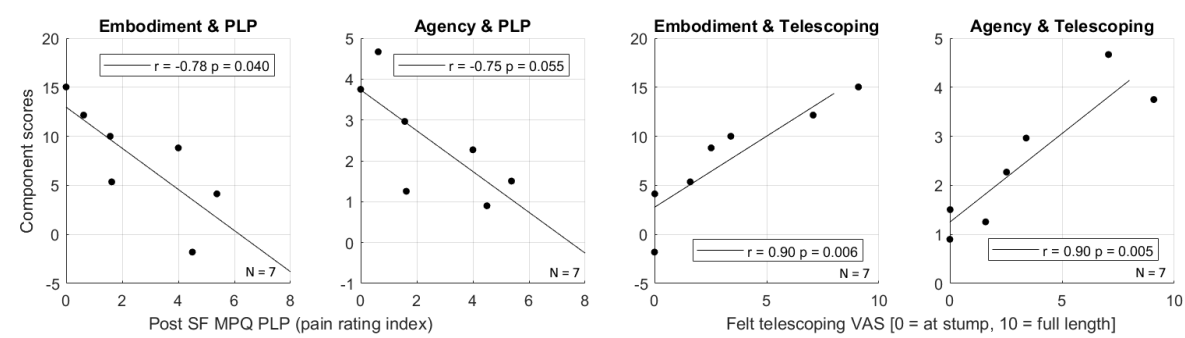 Embodiment & PLP
Agency & PLP
Embodiment & Telescoping
Agency & Telescoping
Component scores
20
15
10
5
0
-5
r = -0.78 p = 0.040
N = 7
0 2 4 6 8
5
4
3
2
1
0
-1
r = -0.75 p = 0.055
N = 7
0 2 4 6 8
Post SF MPQ PLP (pain rating index)
20
15
10
5
0
-5
r = 0.90 p = 0.006
N = 7
0 5 10
5
4
3
2
1
0
r = 0.90 p = 0.005
N = 7
0 5 10
Felt telescoping VAS [0 = at stump, 10 = full length]